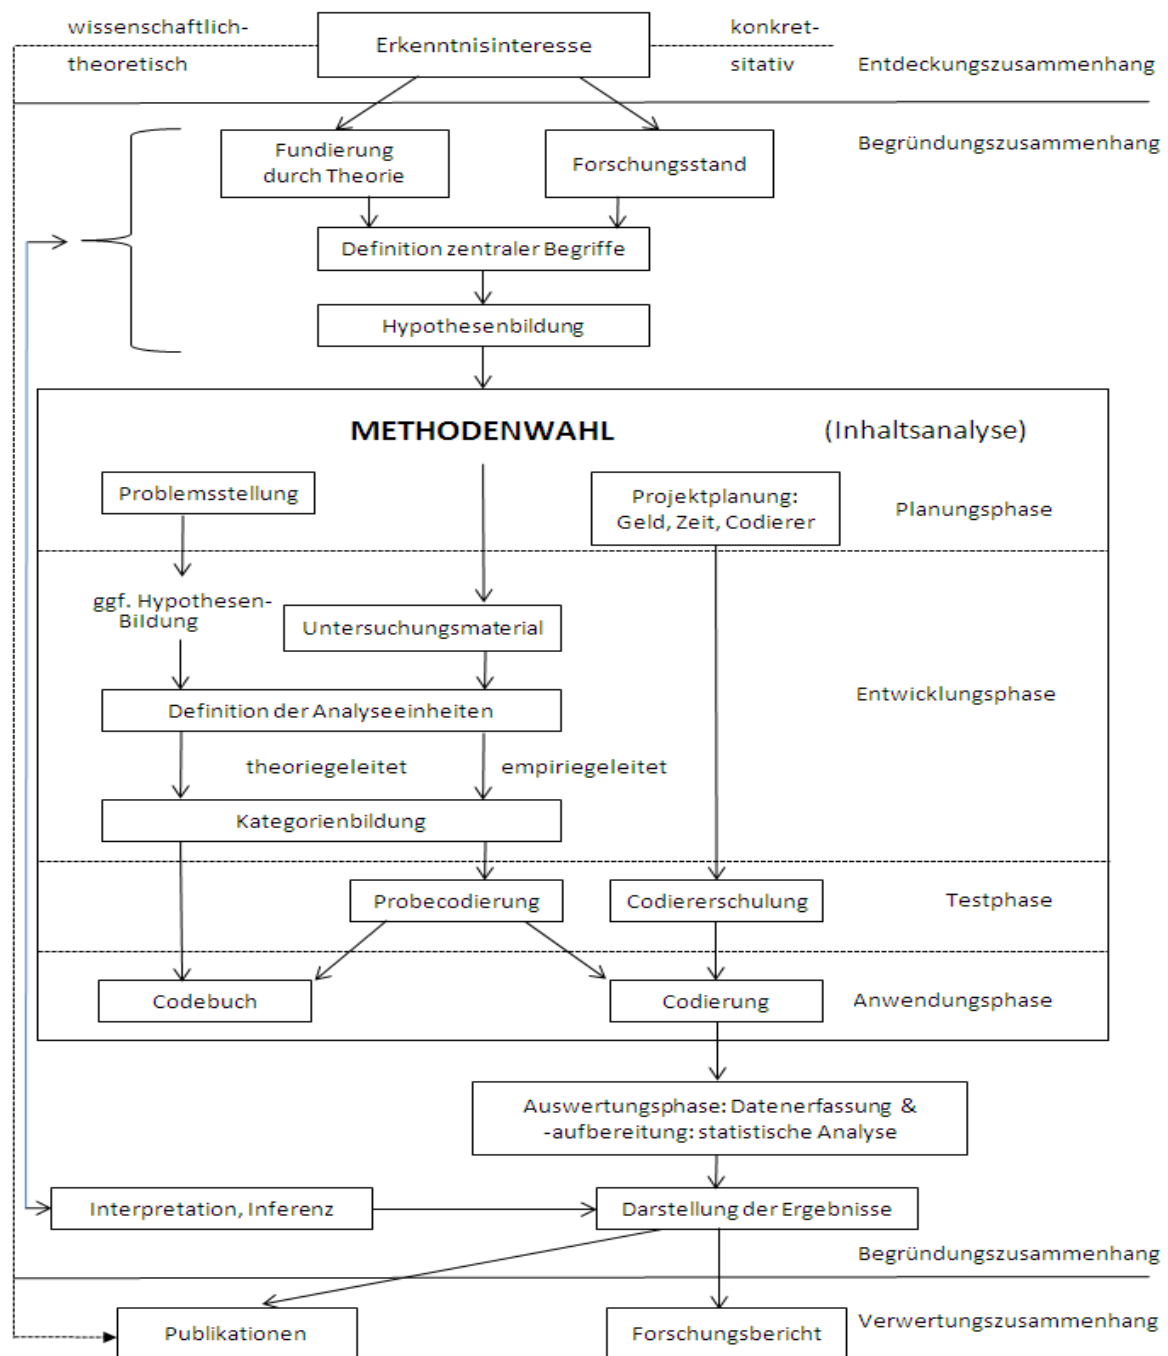 wissenschaftlich-
theoretisch
Erkenntnisinteresse
konkret-
sitativ
Entdeckungszusammenhang
Begründungszusammenhang
Fundierung
durch Theorie
Forschungsstand
Definition zentraler Begriffe
Hypothesenbildung
METHODENWAHL
(Inhaltsanalyse)
Problemsstellung
Projektplanung:
Geld, Zeit, Codierer
Planungsphase
ggf. Hypothesen-
Bildung
Untersuchungsmaterial
Entwicklungsphase
Definition der Analyseeinheiten
theoriegeleitet
empiriegeleitet
Kategorienbildung
Probecodierung
Codiererschulung
Testphase
Codebuch
Codierung
Anwendungsphase
Auswertungsphase: Datenerfassung &
-aufbereitung: statistische Analyse
Interpretation, Inferenz
Darstellung der Ergebnisse
Begründungszusammenhang
Publikationen
Forschungsbericht
Verwertungszusammenhang